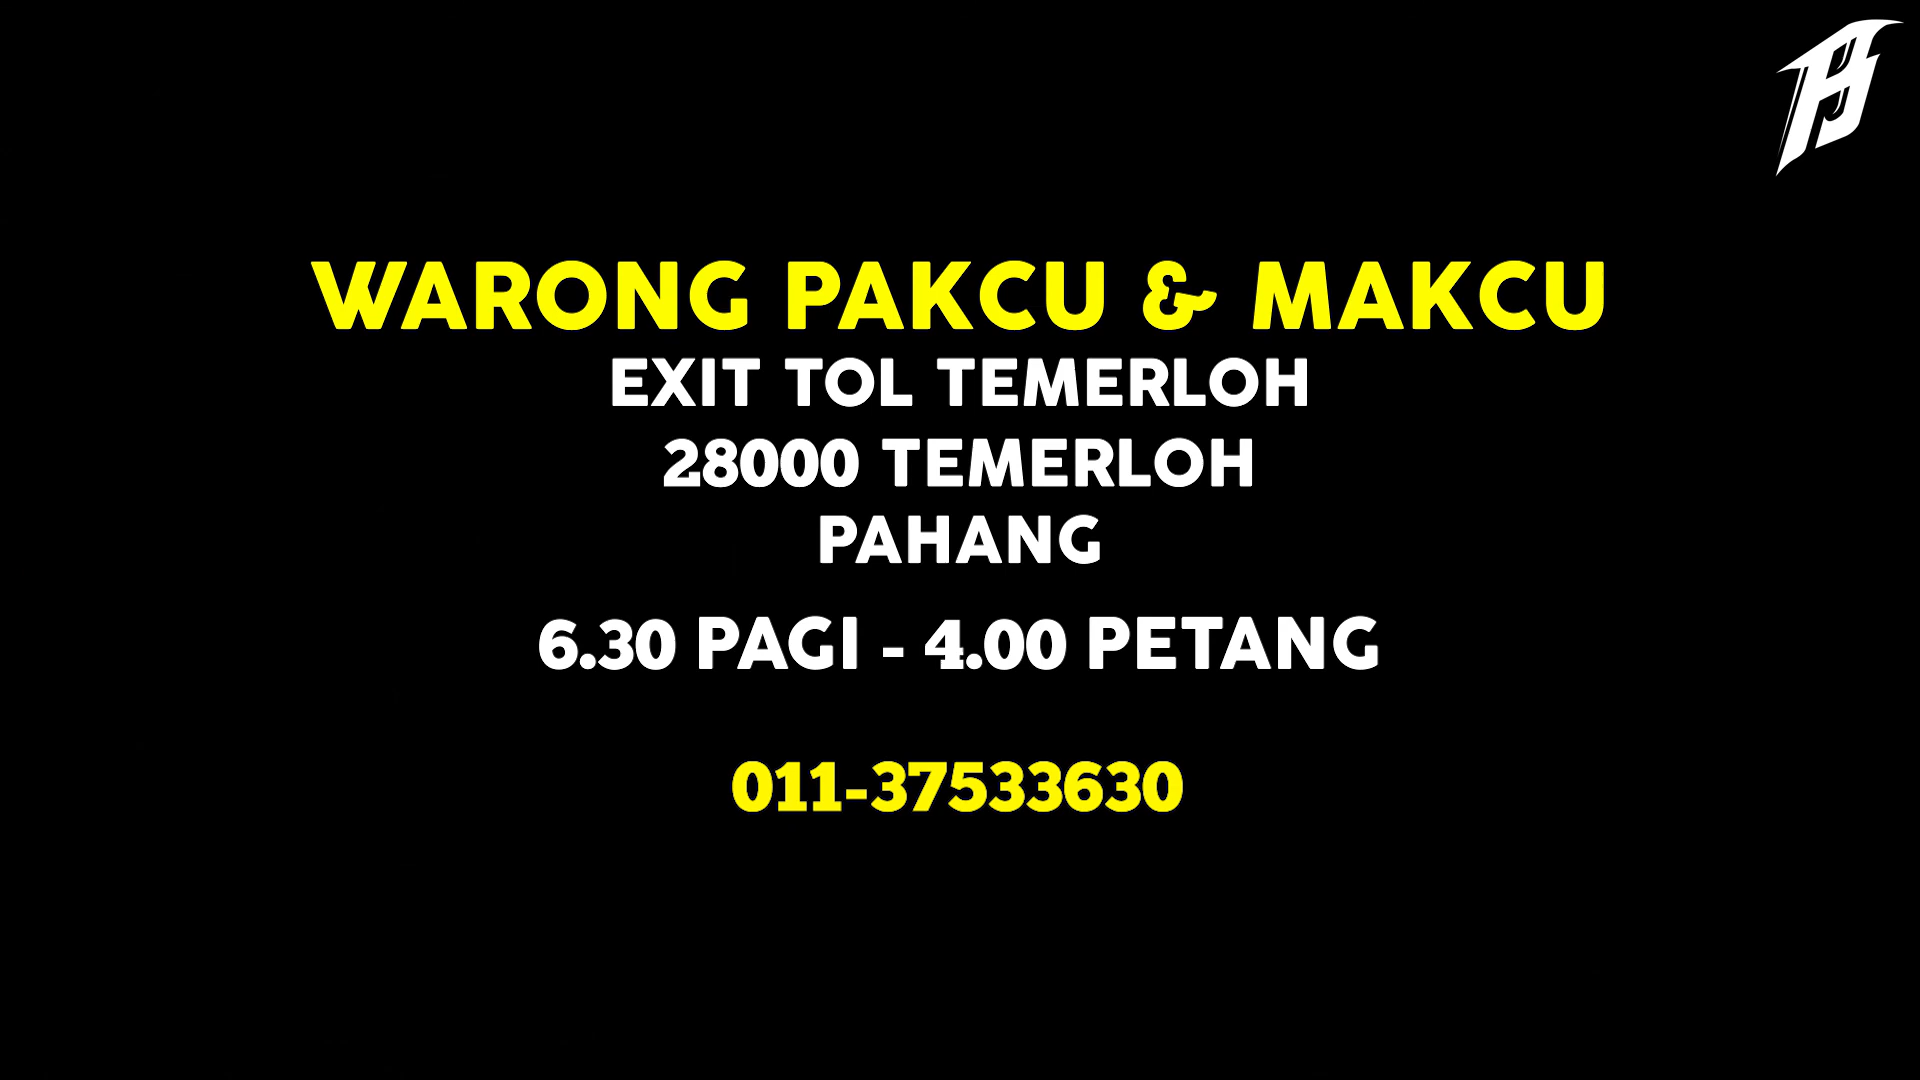 WARONG PAKCU & MAKCU
EXIT TOL TEMERLOH
28000 TEMERLOH
PAHANG
6.30 PAGI - 4.00 PETANG
011-37533630